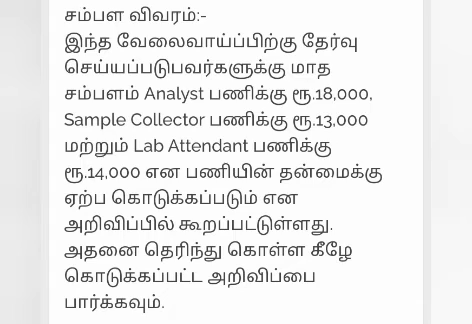 சம்பள விவரம்:-
இந்த வேலைவாய்ப்பிற்கு தேர்வு
செய்யப்படுபவர்களுக்கு மாத
சம்பளம் Analyst பணிக்கு ரூ.18,000,
Sample Collector பணிக்கு ரூ.13,000
மற்றும் Lab Attendant பணிக்கு
ரூ.14,000 என பணியின் தன்மைக்கு
ஏற்ப கொடுக்கப்படும் என
அறிவிப்பில் கூறப்பட்டுள்ளது.
அதனை தெரிந்து கொள்ள கீழே
கொடுக்கப்பட்ட அறிவிப்பை
பார்க்கவும்.